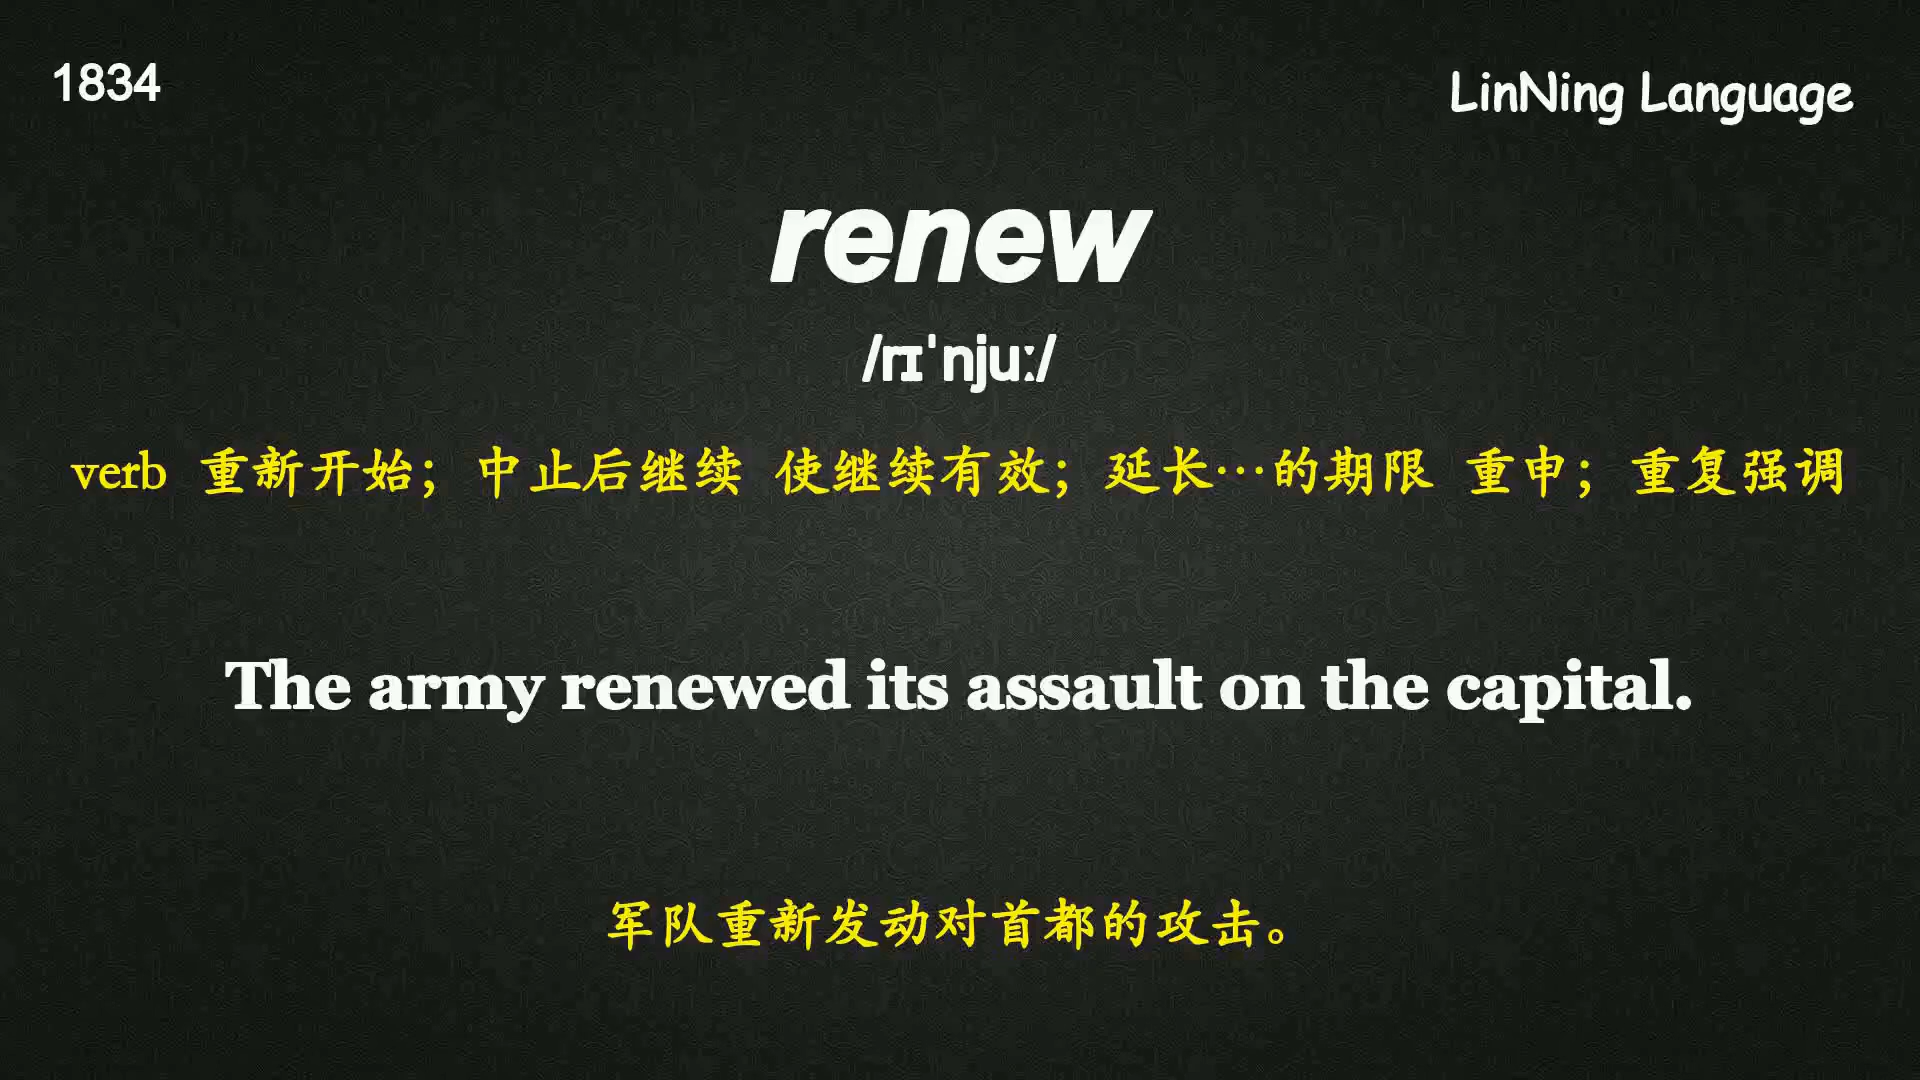 1834
LinNing Language
renew
/rɪˈnjuː/
verb 重新开始；中止后继续 使继续有效；延长…的期限 重申；重复强调
The army renewed its assault on the capital.
军队重新发动对首都的攻击。